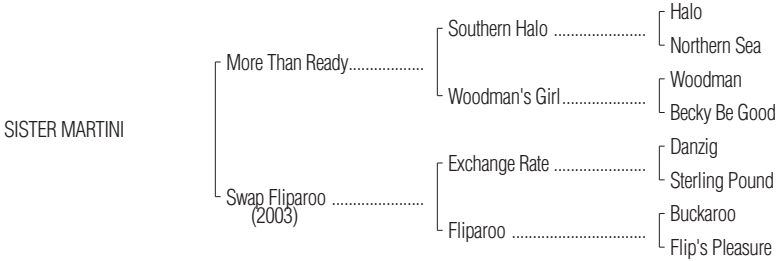 Halo
Southern Halo ......................
Northern Sea
More Than Ready..................
Woodman
Woodman's Girl....................
Becky Be Good
SISTER MARTINI
Danzig
Exchange Rate ......................
Sterling Pound
Swap Fliparoo ......................
(2003)
Buckaroo
Fliparoo ................................
Flip's Pleasure